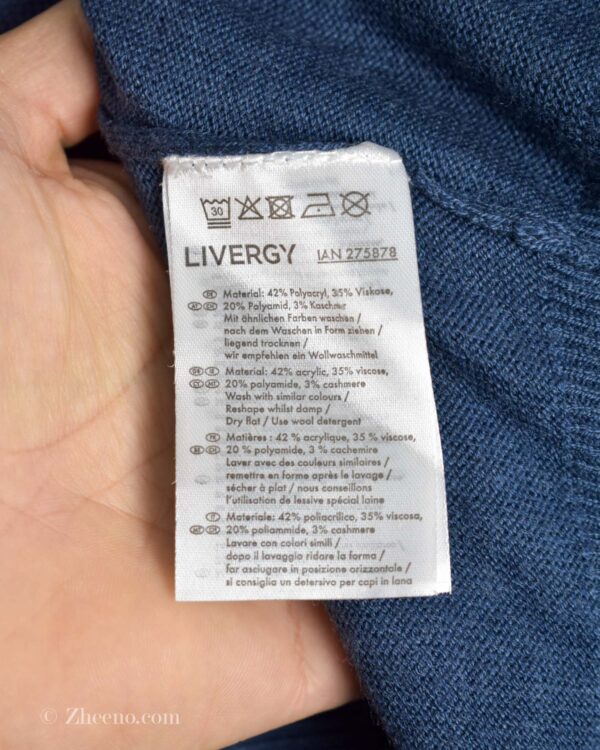 30
LIVERGY IAN 275878
Material: 42% Polyacryl, 35% Viskose,
20% Polyamid, 3% Kaschmir
Mit ähnlichen Farben waschen /
nach dem Waschen in Form ziehen /
liegend trocknen /
wir empfehlen ein Wollwaschmittel
Material: 42% acrylic, 35% viscose,
20% polyamide, 3% cashmere
Wash with similar colours /
Reshape whilst damp /
Dry flat / Use wool detergent
Matières : 42 % acrylique, 35 % viscose,
20 % polyamide, 3 % cachemire
Laver avec des couleurs similaires /
remettre en forme après le lavage /
sécher à plat / nous conseillons
l'utilisation de lessive spécial laine
Materiale: 42% poliacrilico, 35% viscosa,
20% poliammide, 3% cashmere
Lavare con colori simili /
dopo il lavaggio ridare la forma /
far asciugare in posizione orizzontale /
si consiglia un detersivo per capi in lana
© Zheeno.com